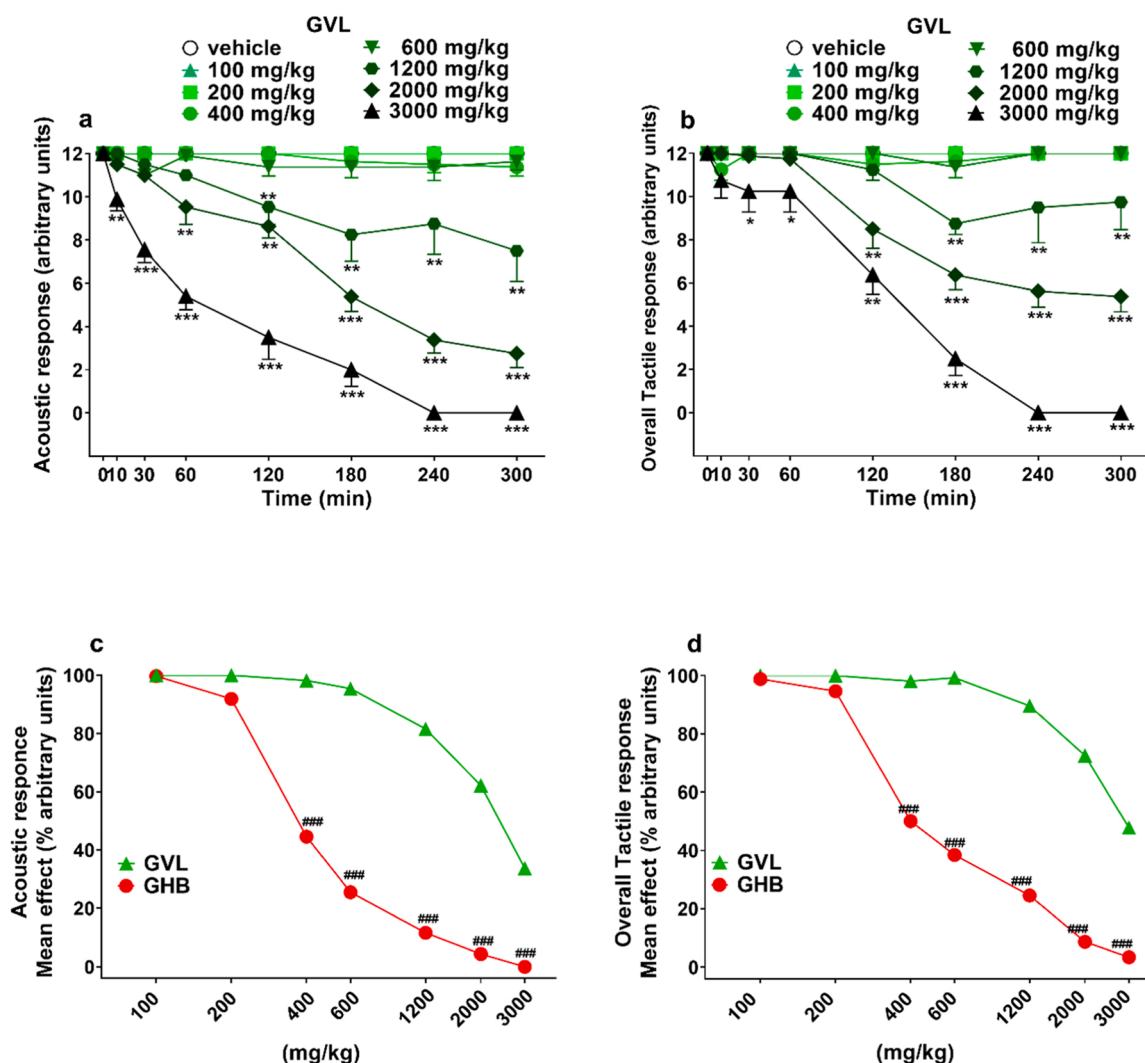 GVL
vehicle 600 mg/kg
100 mg/kg 1200 mg/kg
200 mg/kg 2000 mg/kg
400 mg/kg 3000 mg/kg
a
Acoustic response (arbitrary units)
12
10
8
6
4
2
0
** *** *** ** ** *** *** ** *** *** ** *** *** ** *** ***
0 10 30 60 120 180 240 300
Time (min)
GVL
vehicle 600 mg/kg
100 mg/kg 1200 mg/kg
200 mg/kg 2000 mg/kg
400 mg/kg 3000 mg/kg
b
Overall Tactile response (arbitrary units)
12
10
8
6
4
2
0
* * ** ** ** *** *** ** *** *** ** *** ***
0 10 30 60 120 180 240 300
Time (min)
c
Acoustic responce
Mean effect (% arbitrary units)
100
80
60
40
20
0
GVL
GHB
### ### ### ### ###
100 200 400 600 1200 2000 3000
(mg/kg)
d
Overall Tactile responce
Mean effect (% arbitrary units)
100
80
60
40
20
0
GVL
GHB
### ### ### ### ###
100 200 400 600 1200 2000 3000
(mg/kg)